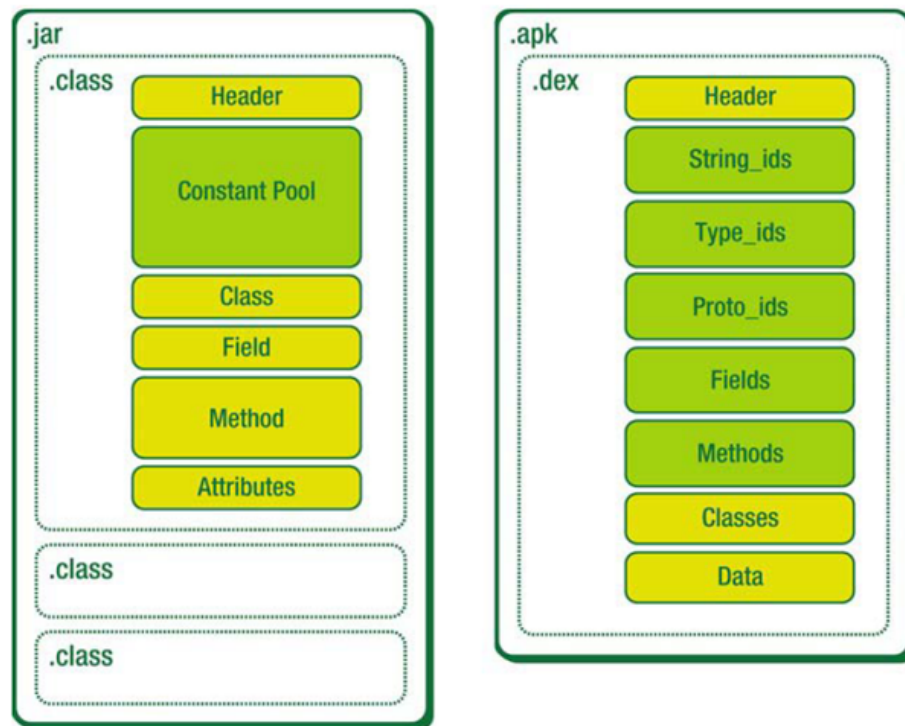 .jar
.class
Header
Constant Pool
Class
Field
Method
Attributes
.class
.class
.apk
.dex
Header
String_ids
Type_ids
Proto_ids
Fields
Methods
Classes
Data